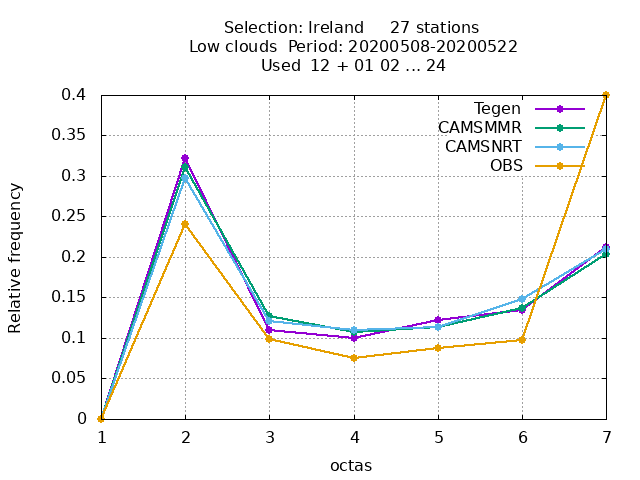 Selection: Ireland     27 stations
Low clouds  Period: 20200508-20200522
Used  12 + 01 02 ... 24
Relative frequency
0.4
0.35
0.3
0.25
0.2
0.15
0.1
0.05
0
Tegen
CAMSMMR
CAMSNRT
OBS
1 2 3 4 5 6 7
octas